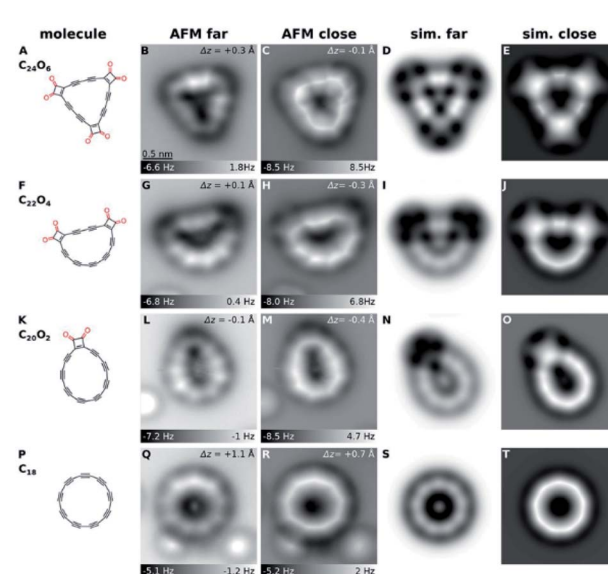 molecule AFM far AFM close sim. far sim. close
A B Δz = +0.3 Å C Δz= -0.1 Å D E
C24O6
0.5 nm
-6.6 Hz 1.8Hz -8.5 Hz 8.5Hz
F G Δz = +0.1 Å H Δz = -0.3 Å I J
C22O4
-6.8 Hz 0.4 Hz -8.0 Hz 6.8Hz
K L Δz = -0.1 Å M Δz = -0.4 Å N O
C20O2
-7.2 Hz -1 Hz -8.5 Hz 4.7 Hz
P Q Δz = +1.1 Å R Δz= +0.7 Å S T
C18
-5.1 Hz -1.2 Hz -5.2 Hz 2 Hz